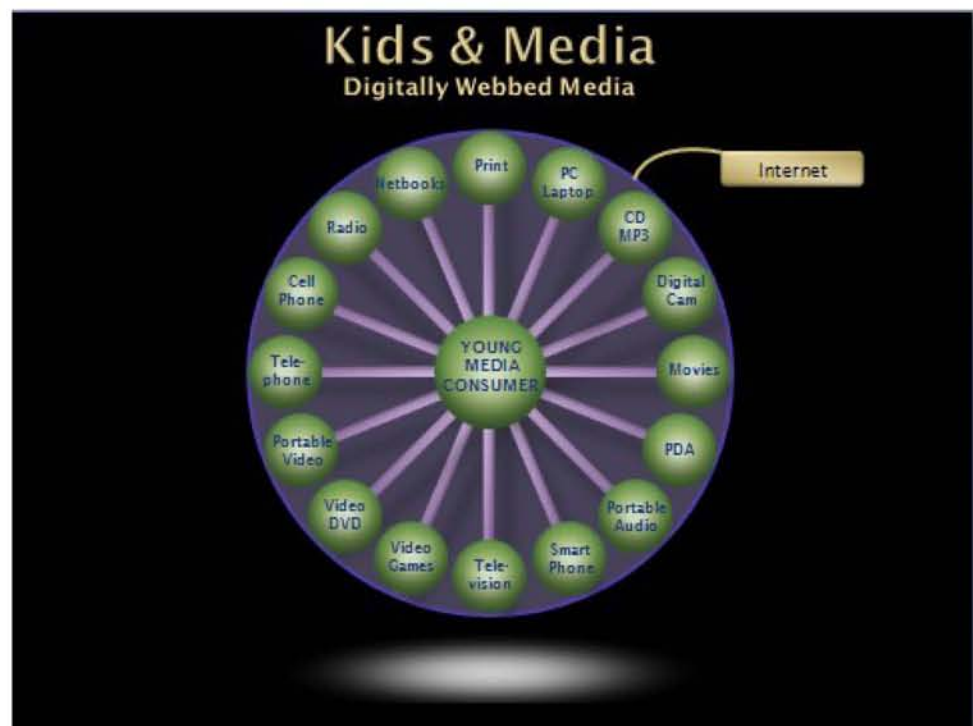 Kids & Media
Digitally Webbed Media
Print
PC
Laptop
CD
MP3
Digital
Cam
Movies
PDA
Portable
Audio
Smart
Phone
Tele-
vision
Video
Games
Video
DVD
Portable
Video
Tele-
phone
Cell
Phone
Radio
Netbooks
YOUNG
MEDIA
CONSUMER
Internet